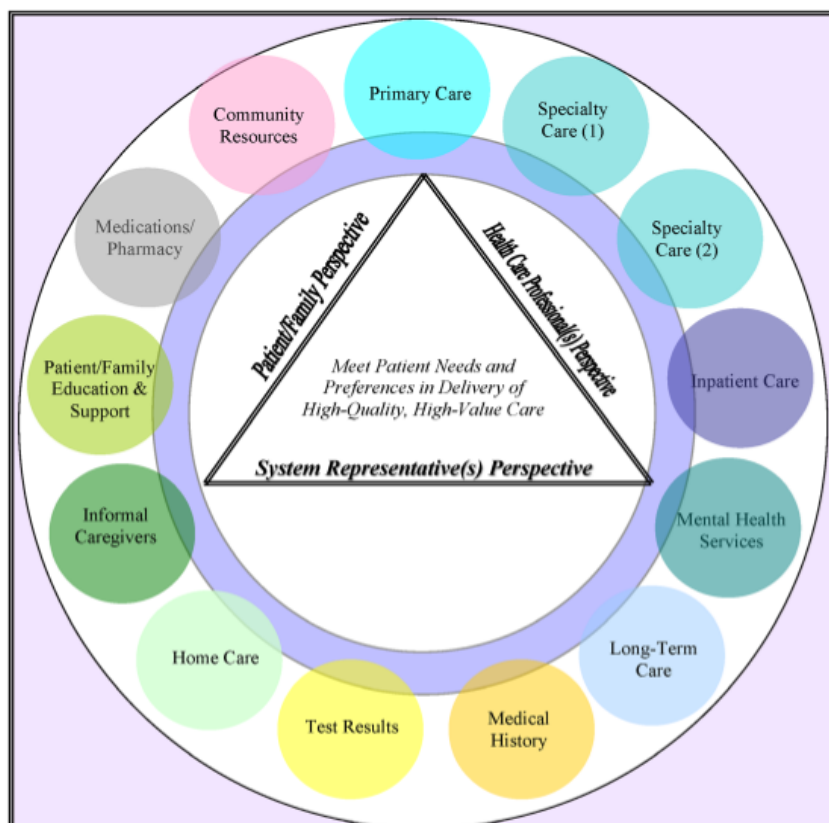 Primary Care
Specialty
Care (1)
Specialty
Care (2)
Inpatient Care
Mental Health
Services
Long-Term
Care
Medical
History
Test Results
Home Care
Informal
Caregivers
Patient/Family
Education &
Support
Medications/
Pharmacy
Community
Resources
Patient/Family Perspective
Health Care Professional(s) Perspective
Meet Patient Needs and
Preferences in Delivery of
High-Quality, High-Value Care
System Representative(s) Perspective